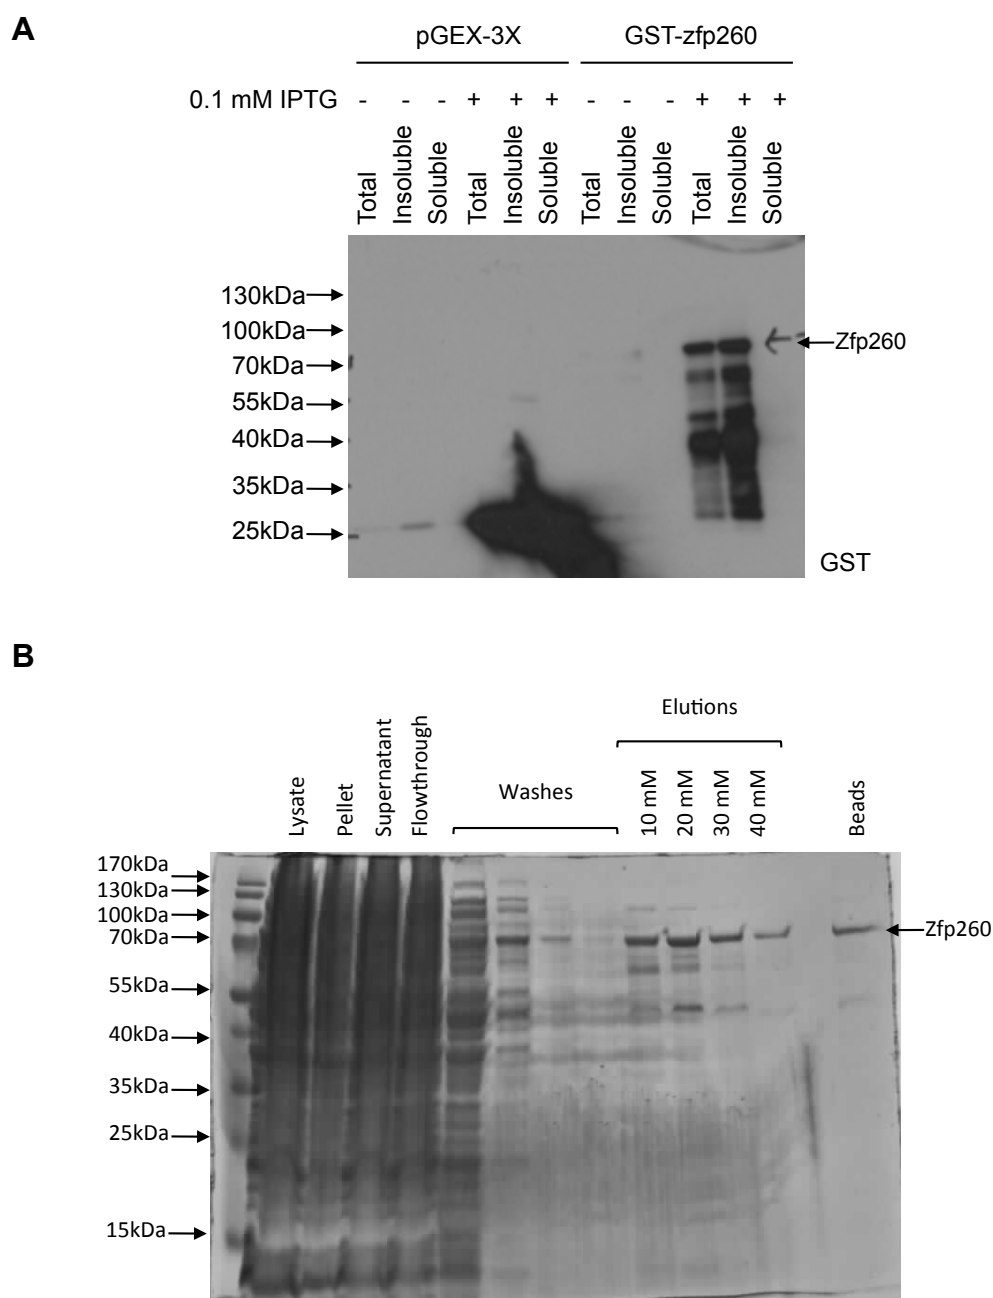 A
pGEX-3X GST-zfp260
0.1 mM IPTG - - - + + + - - - + + +
Total Insoluble Soluble Total Insoluble Soluble Total Insoluble Soluble Total Insoluble Soluble
130kDa
100kDa
Zfp260
70kDa
55kDa
40kDa
35kDa
25kDa
GST
B
Elutions
Lysate Pellet Supernatant Flowthrough Washes 10 mM 20 mM 30 mM 40 mM Beads
170kDa
130kDa
100kDa
Zfp260
70kDa
55kDa
40kDa
35kDa
25kDa
15kDa